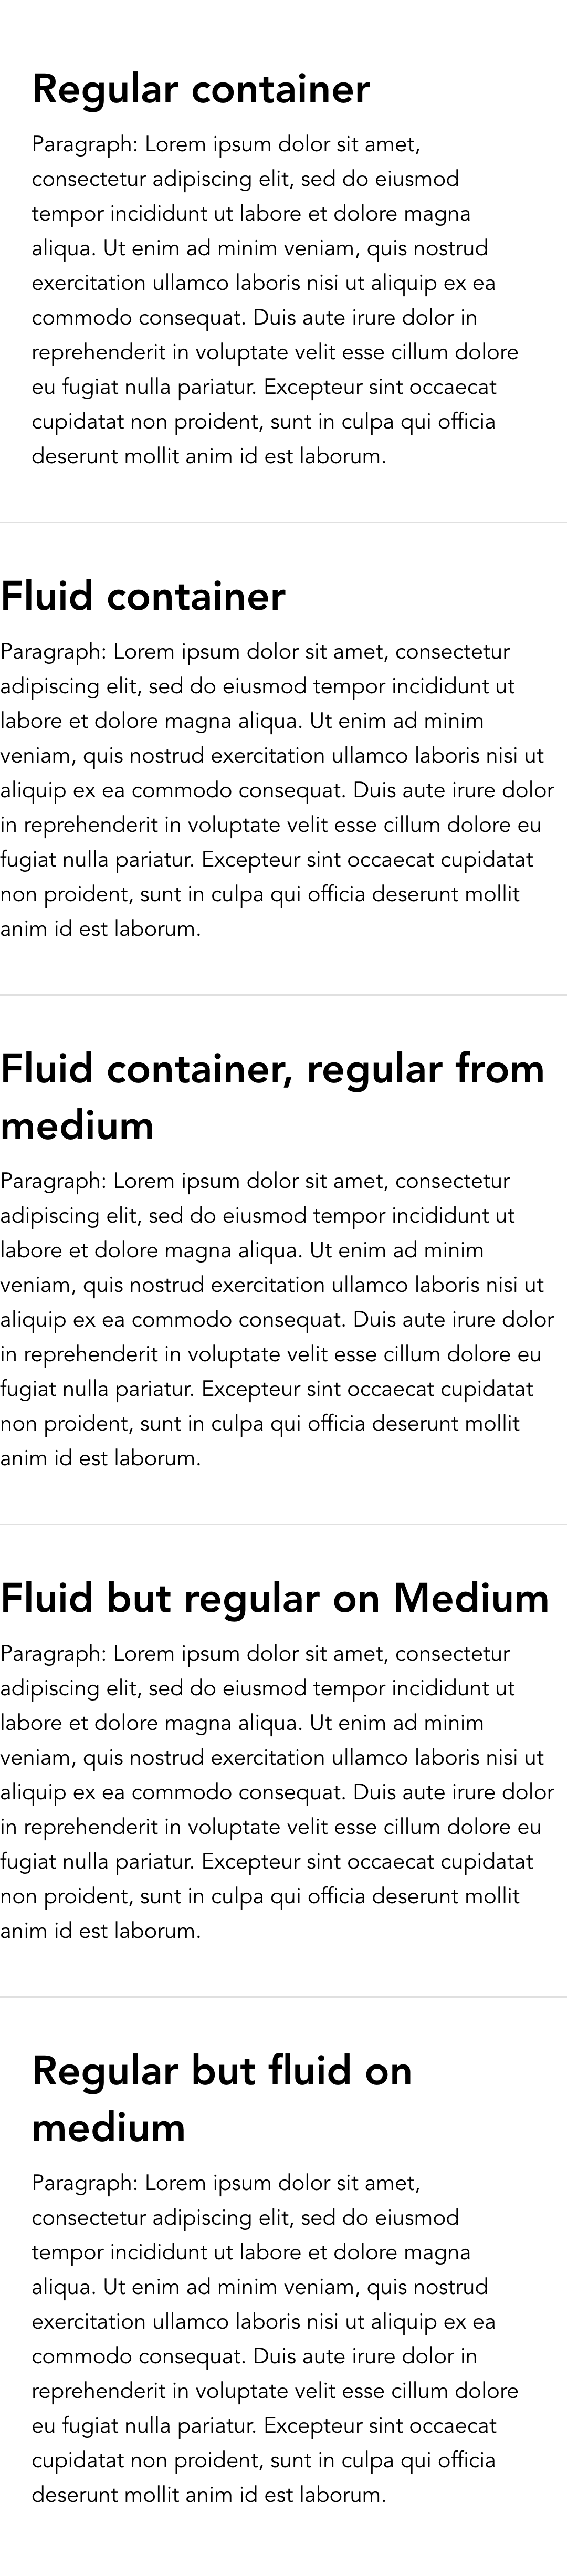 Regular container
Paragraph: Lorem ipsum dolor sit amet,
consectetur adipiscing elit, sed do eiusmod
tempor incididunt ut labore et dolore magna
aliqua. Ut enim ad minim veniam, quis nostrud
exercitation ullamco laboris nisi ut aliquip ex ea
commodo consequat. Duis aute irure dolor in
reprehenderit in voluptate velit esse cillum dolore
eu fugiat nulla pariatur. Excepteur sint occaecat
cupidatat non proident, sunt in culpa qui officia
deserunt mollit anim id est laborum.
Fluid container
Paragraph: Lorem ipsum dolor sit amet, consectetur
adipiscing elit, sed do eiusmod tempor incididunt ut
labore et dolore magna aliqua. Ut enim ad minim
veniam, quis nostrud exercitation ullamco laboris nisi ut
aliquip ex ea commodo consequat. Duis aute irure dolor
in reprehenderit in voluptate velit esse cillum dolore eu
fugiat nulla pariatur. Excepteur sint occaecat cupidatat
non proident, sunt in culpa qui officia deserunt mollit
anim id est laborum.
Fluid container, regular from
medium
Paragraph: Lorem ipsum dolor sit amet, consectetur
adipiscing elit, sed do eiusmod tempor incididunt ut
labore et dolore magna aliqua. Ut enim ad minim
veniam, quis nostrud exercitation ullamco laboris nisi ut
aliquip ex ea commodo consequat. Duis aute irure dolor
in reprehenderit in voluptate velit esse cillum dolore eu
fugiat nulla pariatur. Excepteur sint occaecat cupidatat
non proident, sunt in culpa qui officia deserunt mollit
anim id est laborum.
Fluid but regular on Medium
Paragraph: Lorem ipsum dolor sit amet, consectetur
adipiscing elit, sed do eiusmod tempor incididunt ut
labore et dolore magna aliqua. Ut enim ad minim
veniam, quis nostrud exercitation ullamco laboris nisi ut
aliquip ex ea commodo consequat. Duis aute irure dolor
in reprehenderit in voluptate velit esse cillum dolore eu
fugiat nulla pariatur. Excepteur sint occaecat cupidatat
non proident, sunt in culpa qui officia deserunt mollit
anim id est laborum.
Regular but fluid on
medium
Paragraph: Lorem ipsum dolor sit amet,
consectetur adipiscing elit, sed do eiusmod
tempor incididunt ut labore et dolore magna
aliqua. Ut enim ad minim veniam, quis nostrud
exercitation ullamco laboris nisi ut aliquip ex ea
commodo consequat. Duis aute irure dolor in
reprehenderit in voluptate velit esse cillum dolore
eu fugiat nulla pariatur. Excepteur sint occaecat
cupidatat non proident, sunt in culpa qui officia
deserunt mollit anim id est laborum.